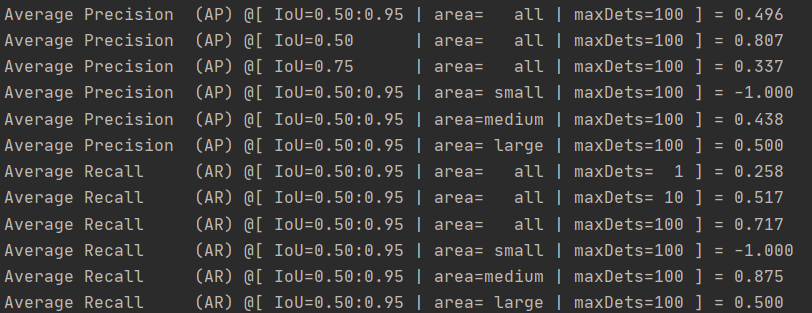 Average Precision  (AP) @[ IoU=0.50:0.95 | area=   all | maxDets=100 ] = 0.496
Average Precision  (AP) @[ IoU=0.50      | area=   all | maxDets=100 ] = 0.807
Average Precision  (AP) @[ IoU=0.75      | area=   all | maxDets=100 ] = 0.337
Average Precision  (AP) @[ IoU=0.50:0.95 | area= small | maxDets=100 ] = -1.000
Average Precision  (AP) @[ IoU=0.50:0.95 | area=medium | maxDets=100 ] = 0.438
Average Precision  (AP) @[ IoU=0.50:0.95 | area= large | maxDets=100 ] = 0.500
Average Recall     (AR) @[ IoU=0.50:0.95 | area=   all | maxDets=  1 ] = 0.258
Average Recall     (AR) @[ IoU=0.50:0.95 | area=   all | maxDets= 10 ] = 0.517
Average Recall     (AR) @[ IoU=0.50:0.95 | area=   all | maxDets=100 ] = 0.717
Average Recall     (AR) @[ IoU=0.50:0.95 | area= small | maxDets=100 ] = -1.000
Average Recall     (AR) @[ IoU=0.50:0.95 | area=medium | maxDets=100 ] = 0.875
Average Recall     (AR) @[ IoU=0.50:0.95 | area= large | maxDets=100 ] = 0.500